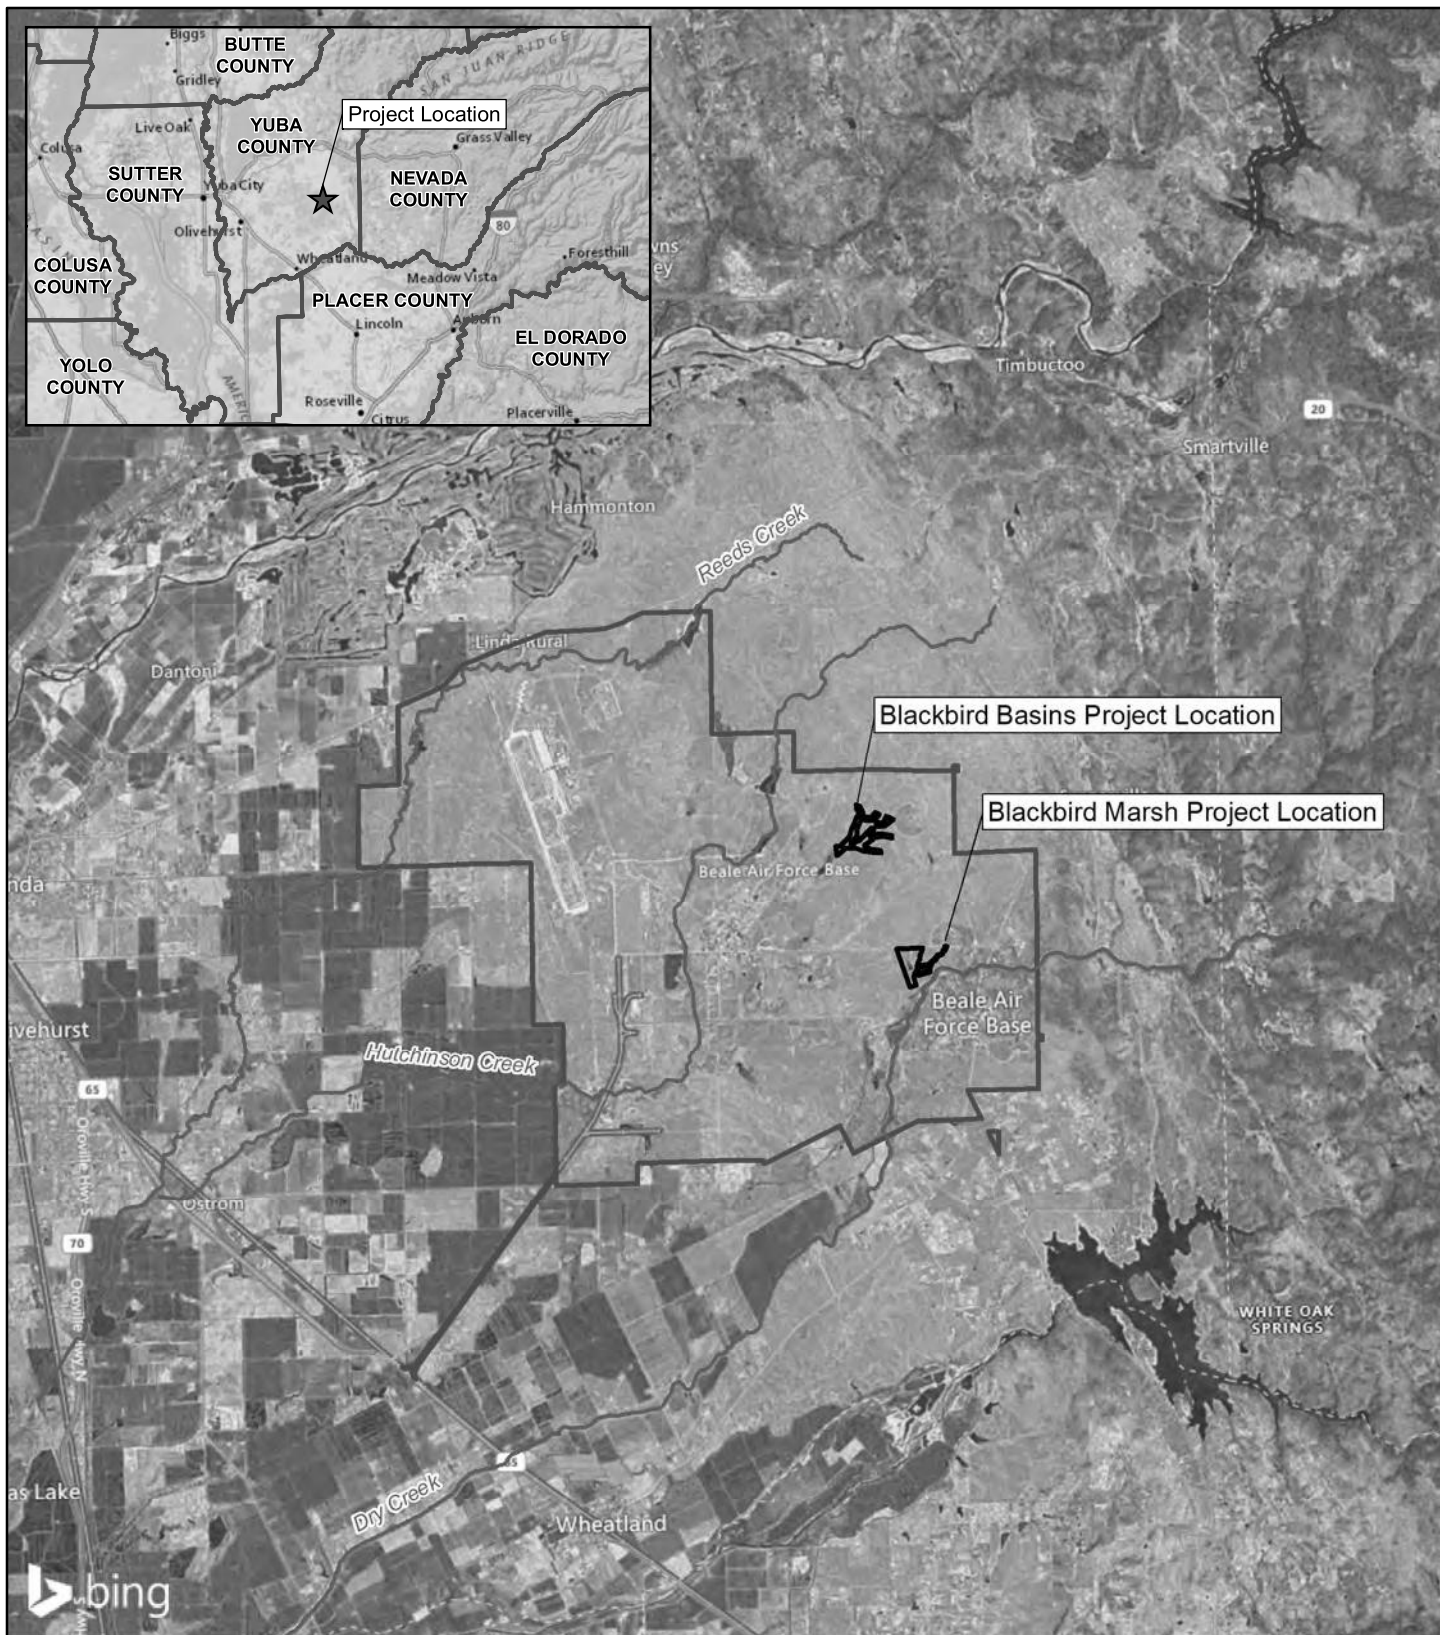 Biggs
BUTTE
COUNTY
SAN JUAN RIDGE
Gridley
Project Location
Live Oak
YUBA
COUNTY
Grass Valley
Colusa
SUTTER
COUNTY
NEVADA
COUNTY
Yuba City
Olivehurst
80
Wheatland
Foresthill
COLUSA
COUNTY
Meadow Vista
PLACER COUNTY
Lincoln
Auburn
EL DORADO
COUNTY
YOLO
COUNTY
Roseville
Citrus
Placerville
Timbuctoo
20
Smartville
Hammonton
Reeds Creek
Linda Rural
Dantoni
Blackbird Basins Project Location
Blackbird Marsh Project Location
Beale Air Force Base
nda
Beale Air
Force Base
ivehurst
Hutchinson Creek
65
Oroville Hwy S
Ostrom
70
Oroville Hwy N
WHITE OAK
SPRINGS
65
as Lake
Dry Creek
Wheatland
bing